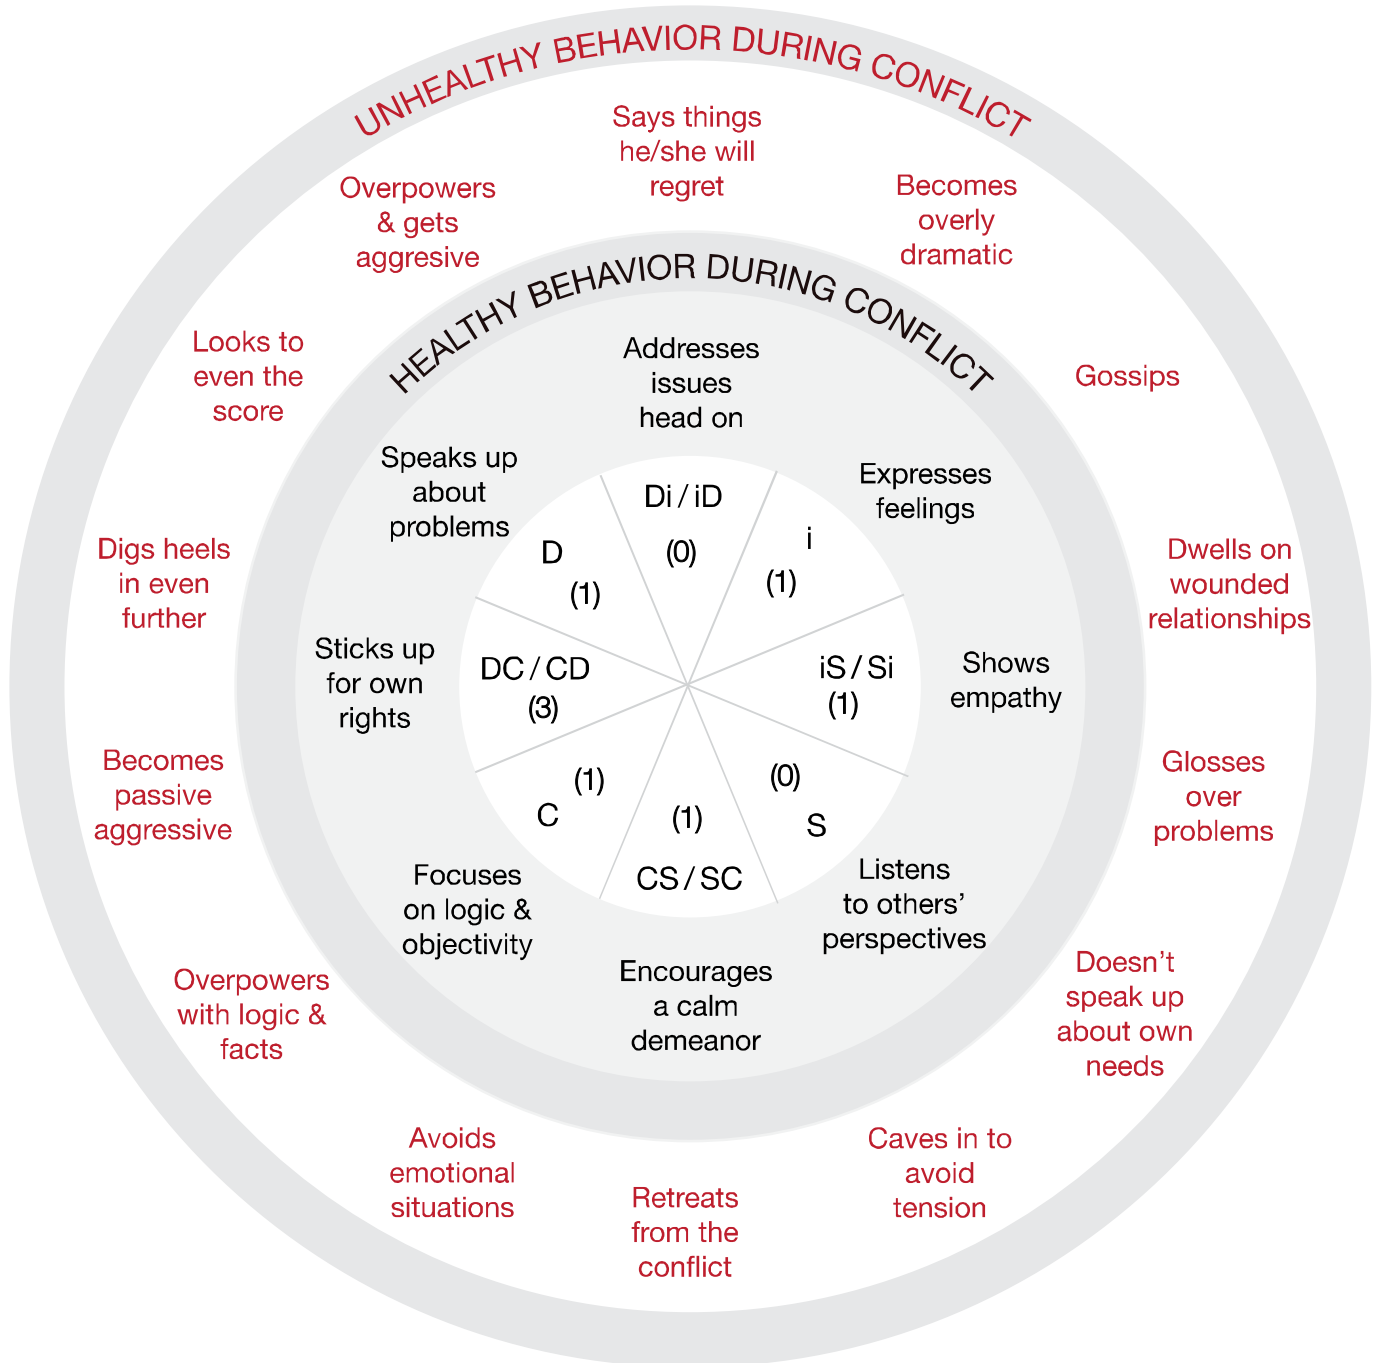 UNHEALTHY BEHAVIOR DURING CONFLICT
Says things
he/she will
regret
Becomes
overly
dramatic
Gossips
Dwells on
wounded
relationships
Glosses
over
problems
Doesn't
speak up
about own
needs
Caves in to
avoid
tension
Retreats
from the
conflict
Avoids
emotional
situations
Overpowers
with logic &
facts
Becomes
passive
aggressive
Digs heels
in even
further
Looks to
even the
score
Overpowers
& gets
aggresive
HEALTHY BEHAVIOR DURING CONFLICT
Addresses
issues
head on
Expresses
feelings
Shows
empathy
Listens
to others'
perspectives
Encourages
a calm
demeanor
Focuses
on logic &
objectivity
Sticks up
for own
rights
Speaks up
about
problems
Di / iD
(0)
i
(1)
iS / Si
(1)
(0)
S
(1)
CS / SC
(1)
C
DC / CD
(3)
D
(1)